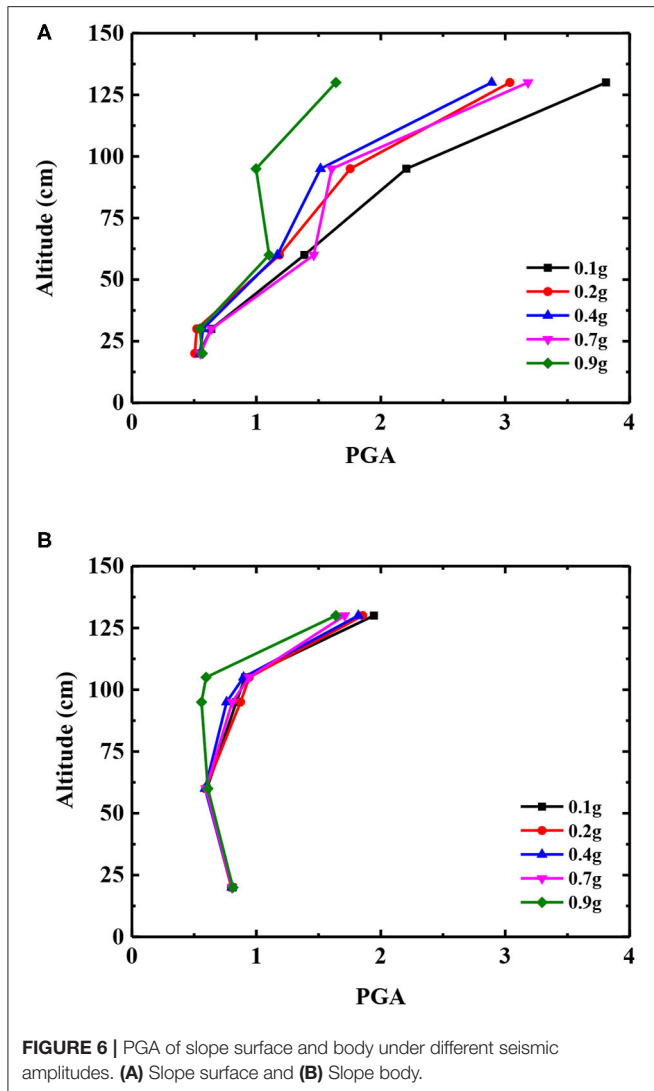 A
150
125
100
75
50
25
0
Altitude (cm)
0.1g
0.2g
0.4g
0.7g
0.9g
0 1 2 3 4
PGA
B
150
125
100
75
50
25
0
Altitude (cm)
0.1g
0.2g
0.4g
0.7g
0.9g
0 1 2 3 4
PGA
FIGURE 6 | PGA of slope surface and body under different seismic
amplitudes. (A) Slope surface and (B) Slope body.